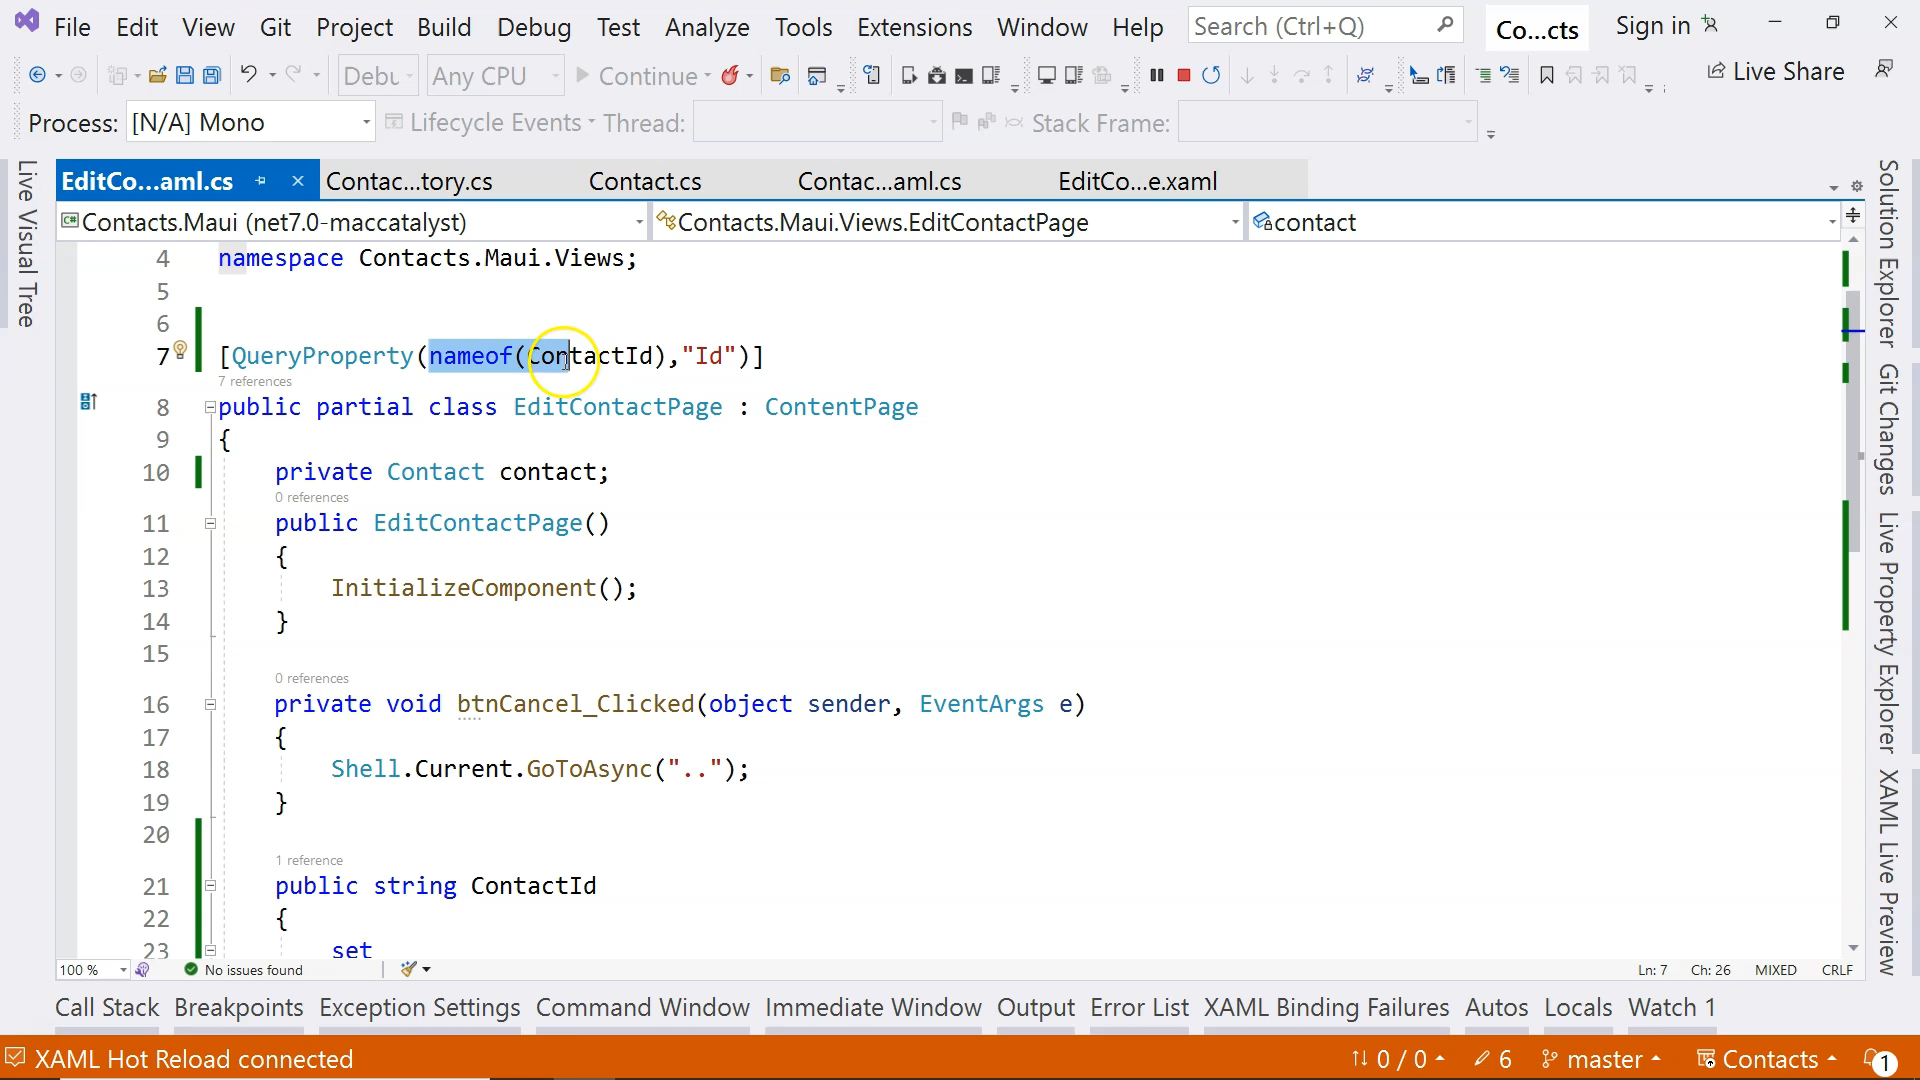 File Edit View Git Project Build Debug Test Analyze Tools Extensions Window Help Search (Ctrl+Q) Co...cts Sign in
Debu Any CPU Continue Live Share
Process: [N/A] Mono Lifecycle Events Thread: Stack Frame:
EditCo...aml.cs Contac...tory.cs Contact.cs Contac...aml.cs EditCo...e.xaml
Contacts.Maui (net7.0-maccatalyst) Contacts.Maui.Views.EditContactPage contact
4 namespace Contacts.Maui.Views;
5
6
7 [QueryProperty(nameof(ContactId),"Id")]
7 references
8 public partial class EditContactPage : ContentPage
9 {
10 private Contact contact;
0 references
11 public EditContactPage()
12 {
13 InitializeComponent();
14 }
15
0 references
16 private void btnCancel_Clicked(object sender, EventArgs e)
17 {
18 Shell.Current.GoToAsync("..");
19 }
20
1 reference
21 public string ContactId
22 {
23 set
100 % No issues found Ln: 7 Ch: 26 MIXED CRLF
Call Stack Breakpoints Exception Settings Command Window Immediate Window Output Error List XAML Binding Failures Autos Locals Watch 1
XAML Hot Reload connected 0 / 0 6 master Contacts 1
Live Visual Tree
Solution Explorer
Git Changes
Live Property Explorer
XAML Live Preview